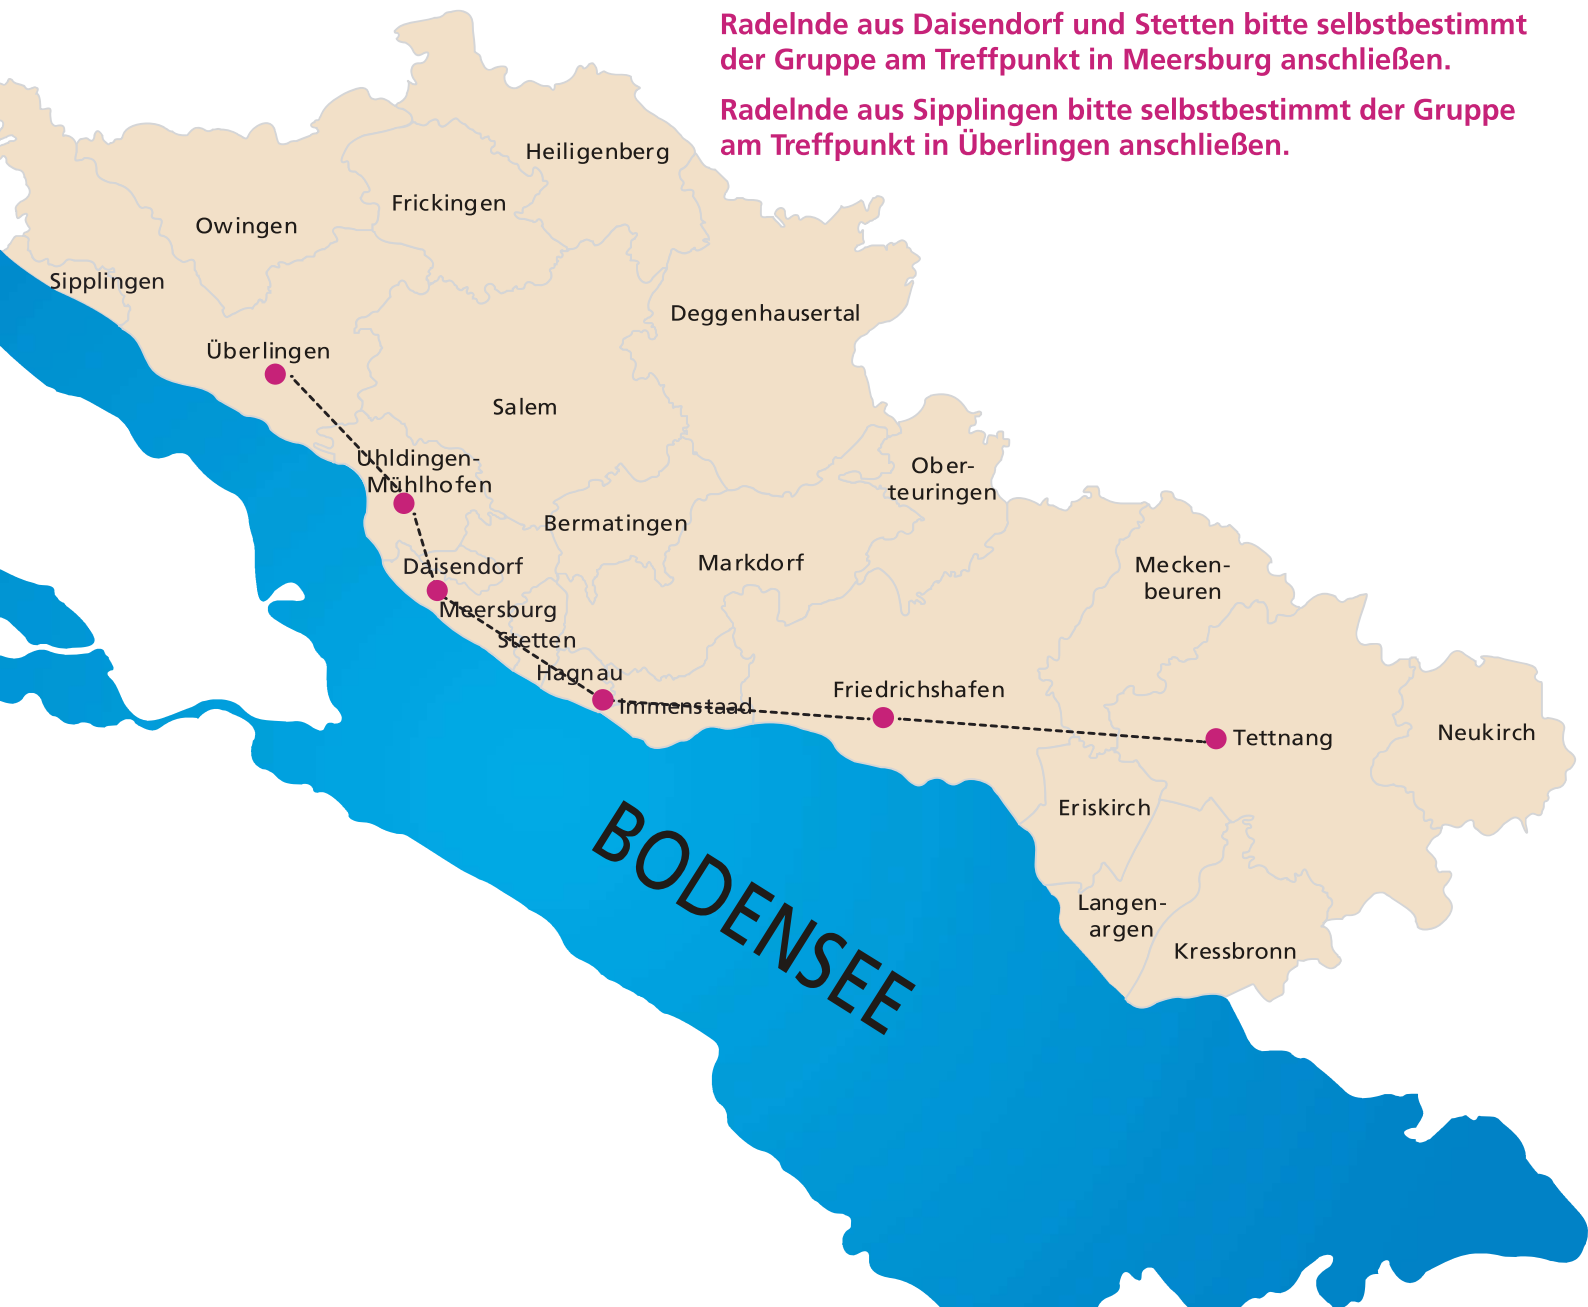 Radelnde aus Daisendorf und Stetten bitte selbstbestimmt
der Gruppe am Treffpunkt in Meersburg anschließen.
Radelnde aus Sipplingen bitte selbstbestimmt der Gruppe
am Treffpunkt in Überlingen anschließen.
Heiligenberg
Frickingen
Owingen
Sipplingen
Deggenhausertal
Überlingen
Salem
Uhldingen-
Mühlhofen
Ober-
teuringen
Bermatingen
Markdorf
Daisendorf
Mecken-
beuren
Meersburg
Stetten
Hagnau
Immenstaad
Friedrichshafen
Tettnang
Neukirch
Eriskirch
Langen-
argen
Kressbronn
BODENSEE